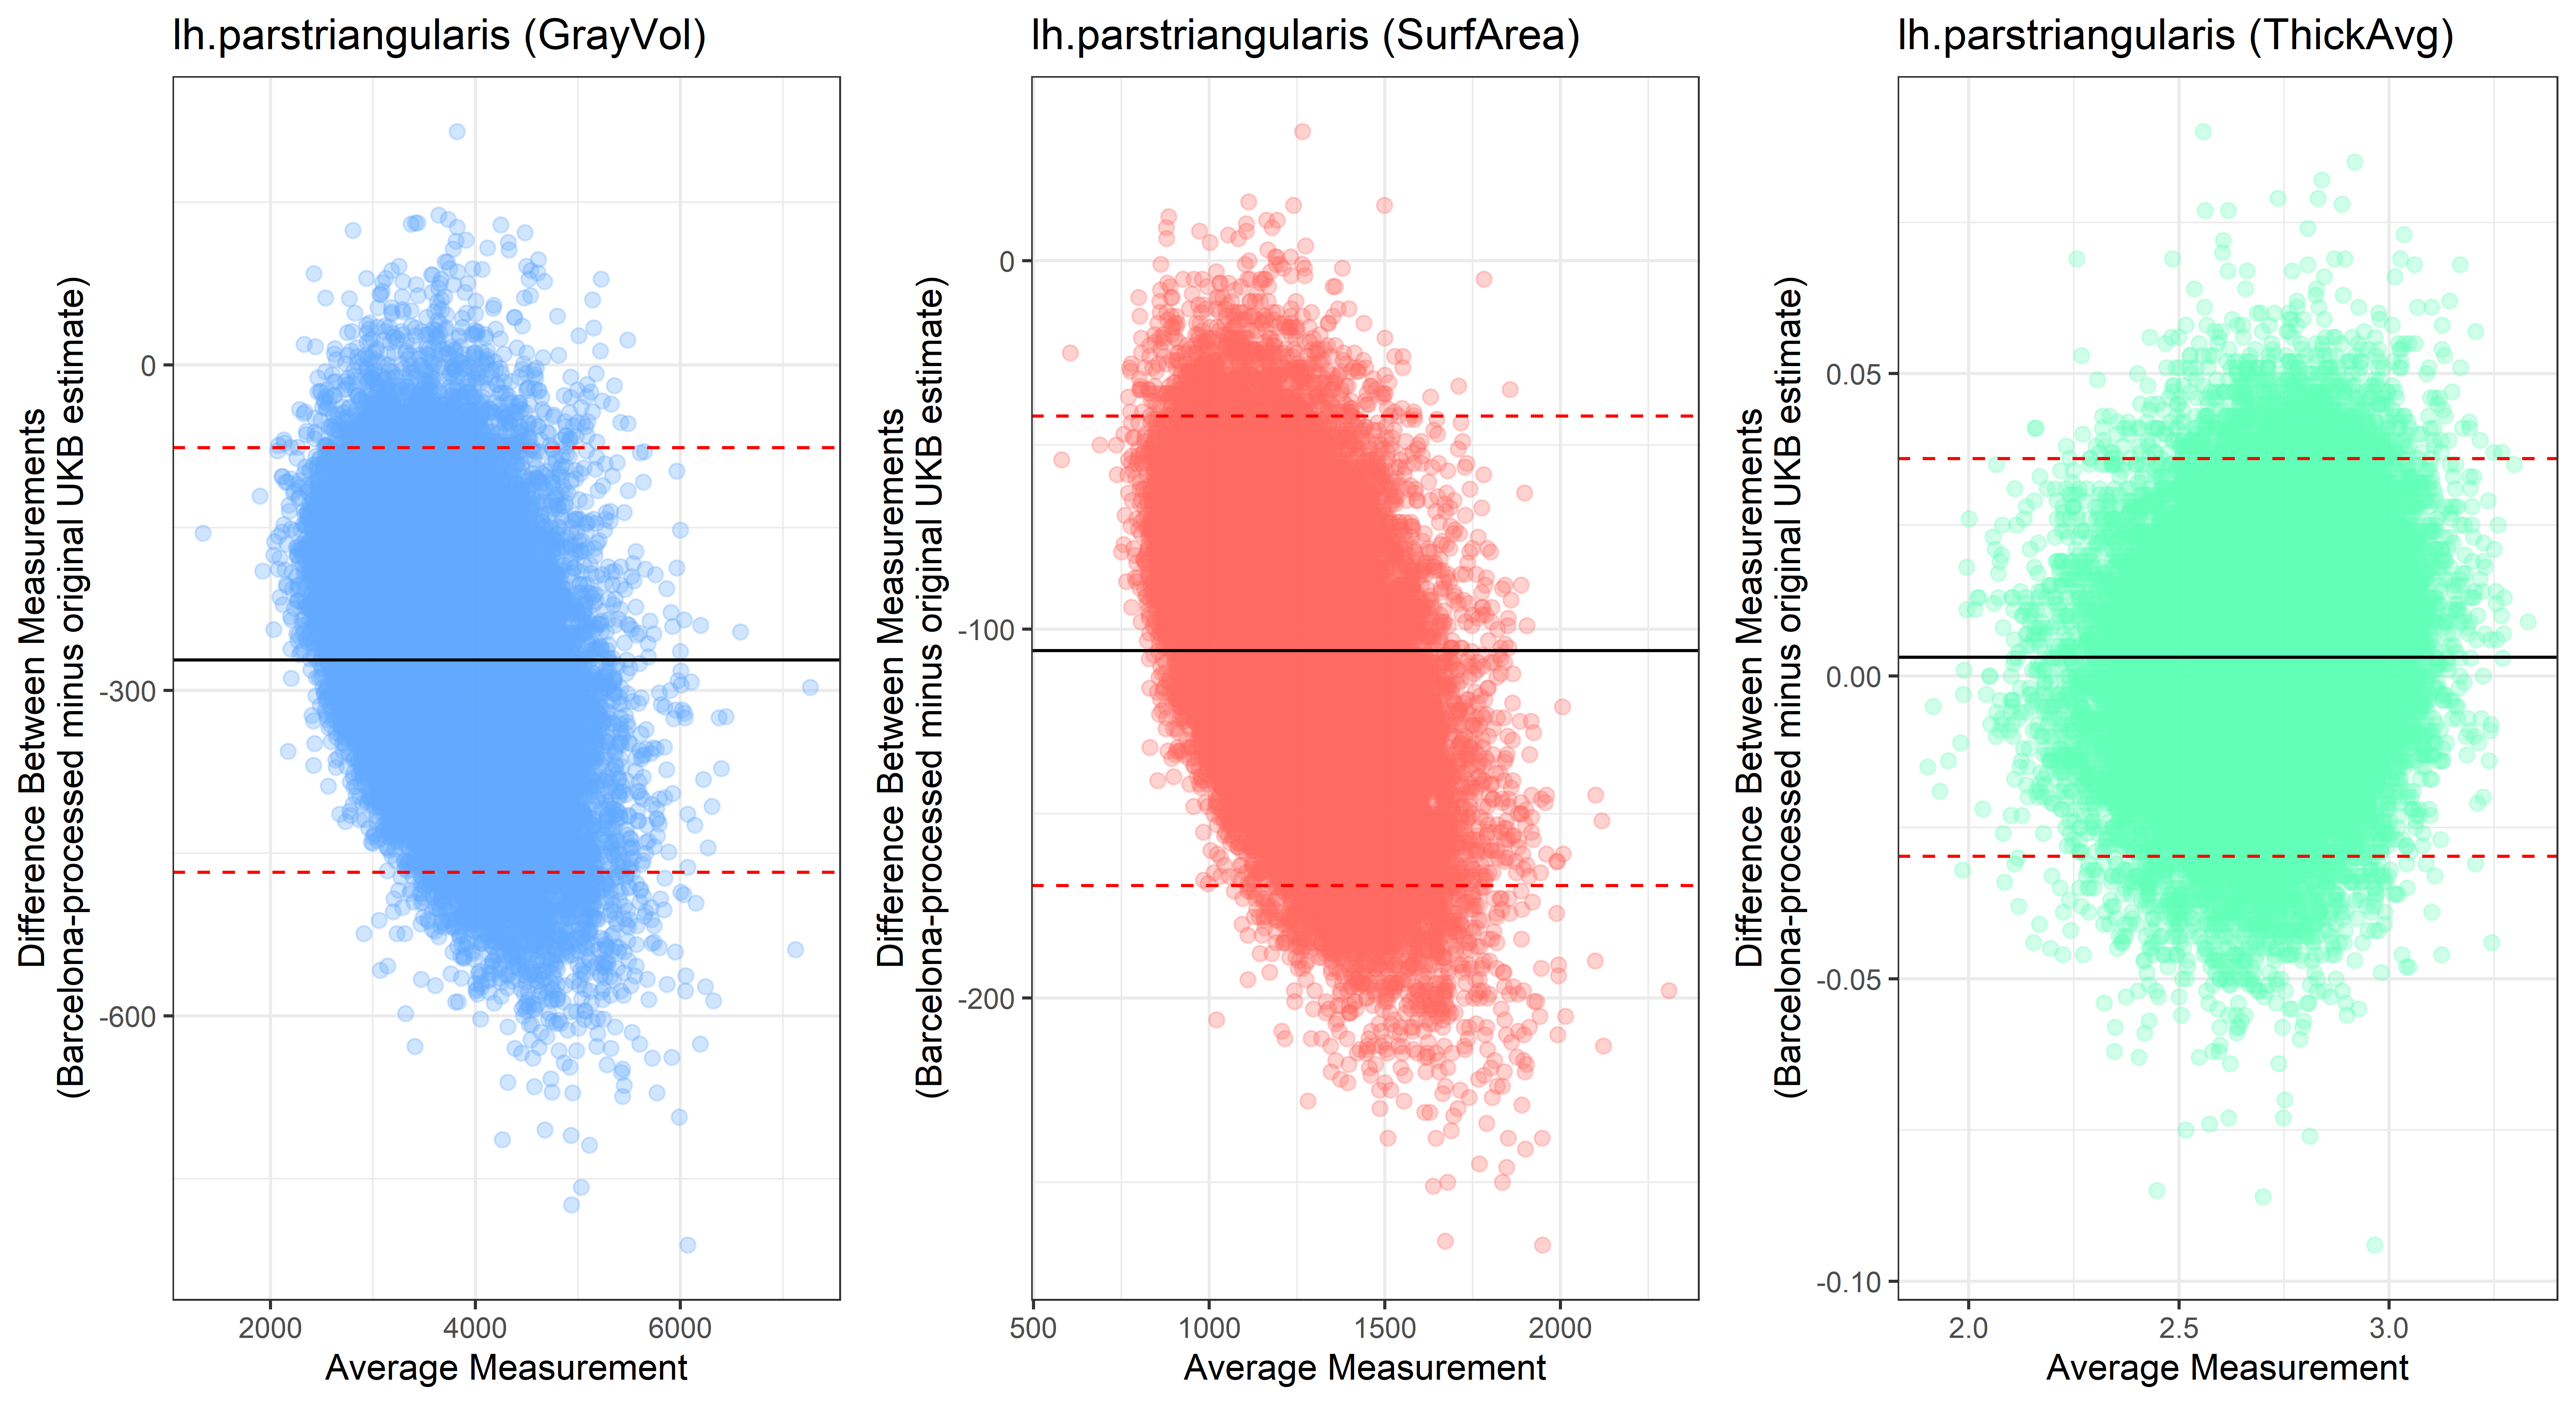 lh.parstriangularis (GrayVol)
Difference Between Measurements
(Barcelona-processed minus original UKB estimate)
0
-300
-600
2000 4000 6000
Average Measurement
lh.parstriangularis (SurfArea)
Difference Between Measurements
(Barcelona-processed minus original UKB estimate)
0
-100
-200
500 1000 1500 2000
Average Measurement
lh.parstriangularis (ThickAvg)
Difference Between Measurements
(Barcelona-processed minus original UKB estimate)
0.05
0.00
-0.05
-0.10
2.0 2.5 3.0
Average Measurement